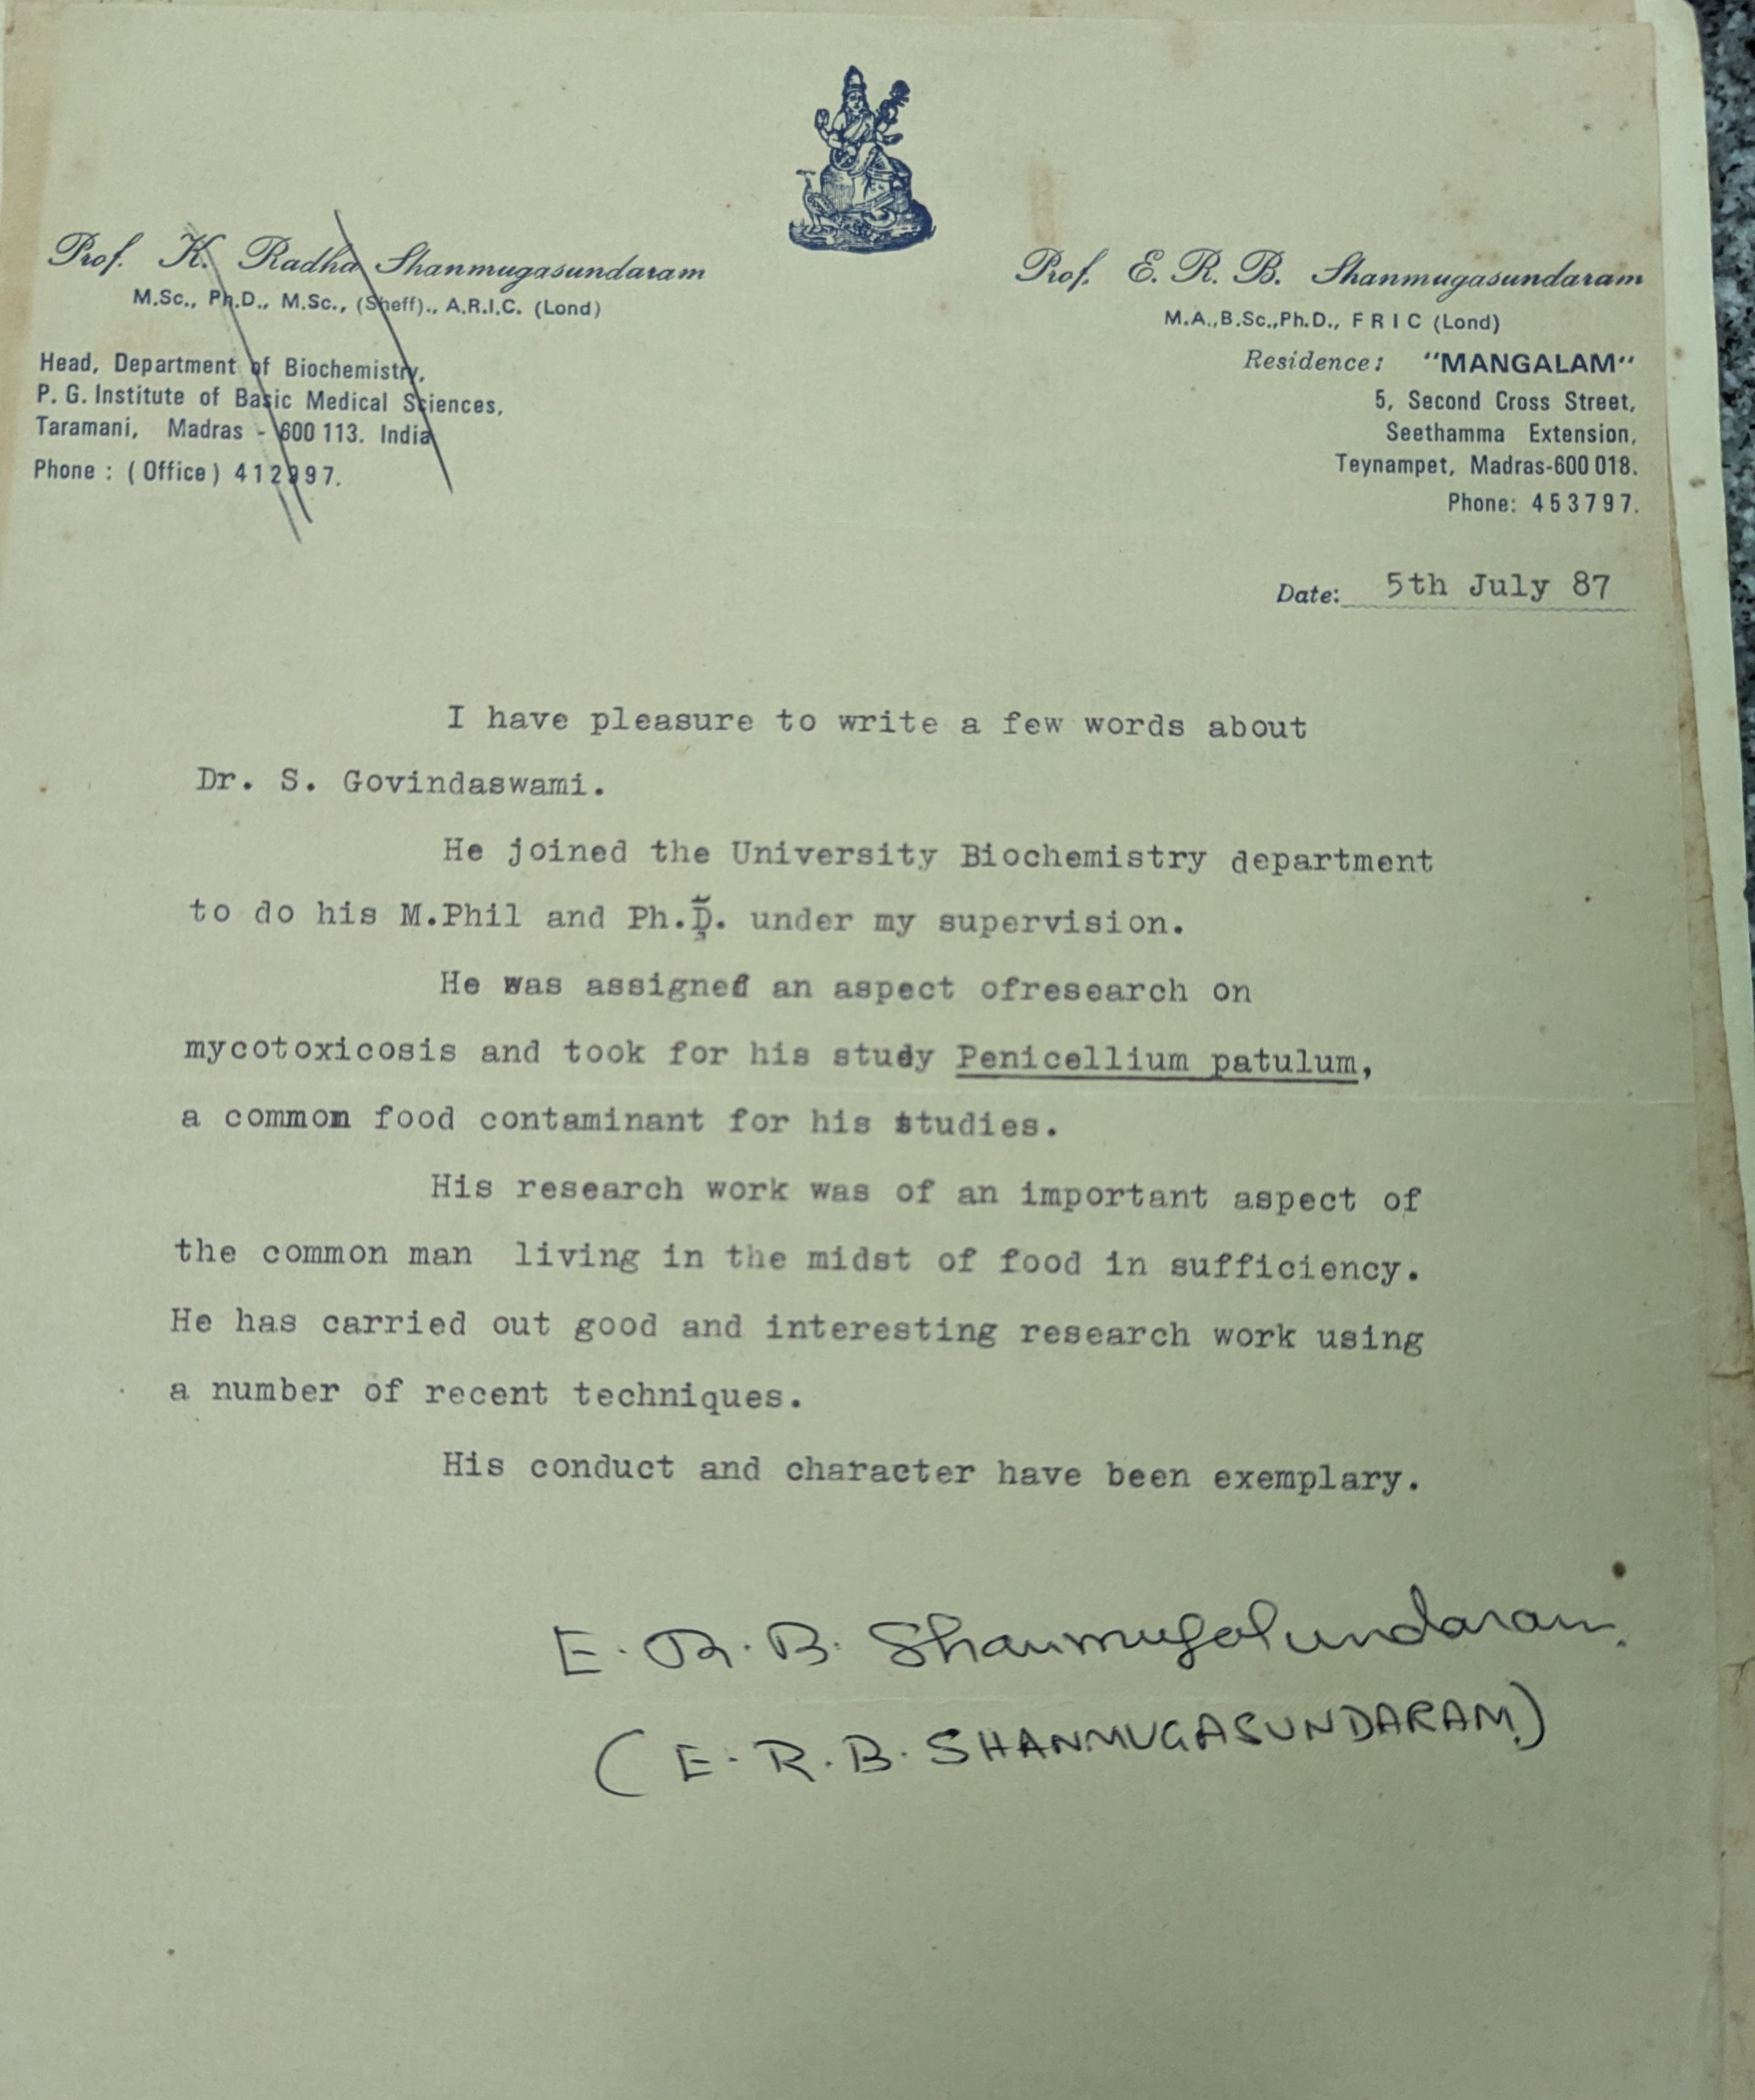 Prof. K. Radha Shanmugasundaram
M.Sc., Ph.D., M.Sc., (Sheff)., A.R.I.C. (Lond)
Head, Department of Biochemistry,
P. G. Institute of Basic Medical Sciences,
Taramani, Madras - 600 113. India
Phone : ( Office ) 412997.
Prof. E. R. B. Shanmugasundaram
M.A.,B.Sc.,Ph.D., F R I C (Lond)
Residence: "MANGALAM"
5, Second Cross Street,
Seethamma Extension,
Teynampet, Madras-600 018.
Phone: 453797.
Date: 5th July 87
I have pleasure to write a few words about
Dr. S. Govindaswami.
He joined the University Biochemistry department
to do his M.Phil and Ph.D. under my supervision.
He was assigned an aspect ofresearch on
mycotoxicosis and took for his study Penicellium patulum,
a common food contaminant for his studies.
His research work was of an important aspect of
the common man living in the midst of food in sufficiency.
He has carried out good and interesting research work using
a number of recent techniques.
His conduct and character have been exemplary.
E. R. B. Shanmugasundaram.
( E. R. B. SHANMUGASUNDARAM )